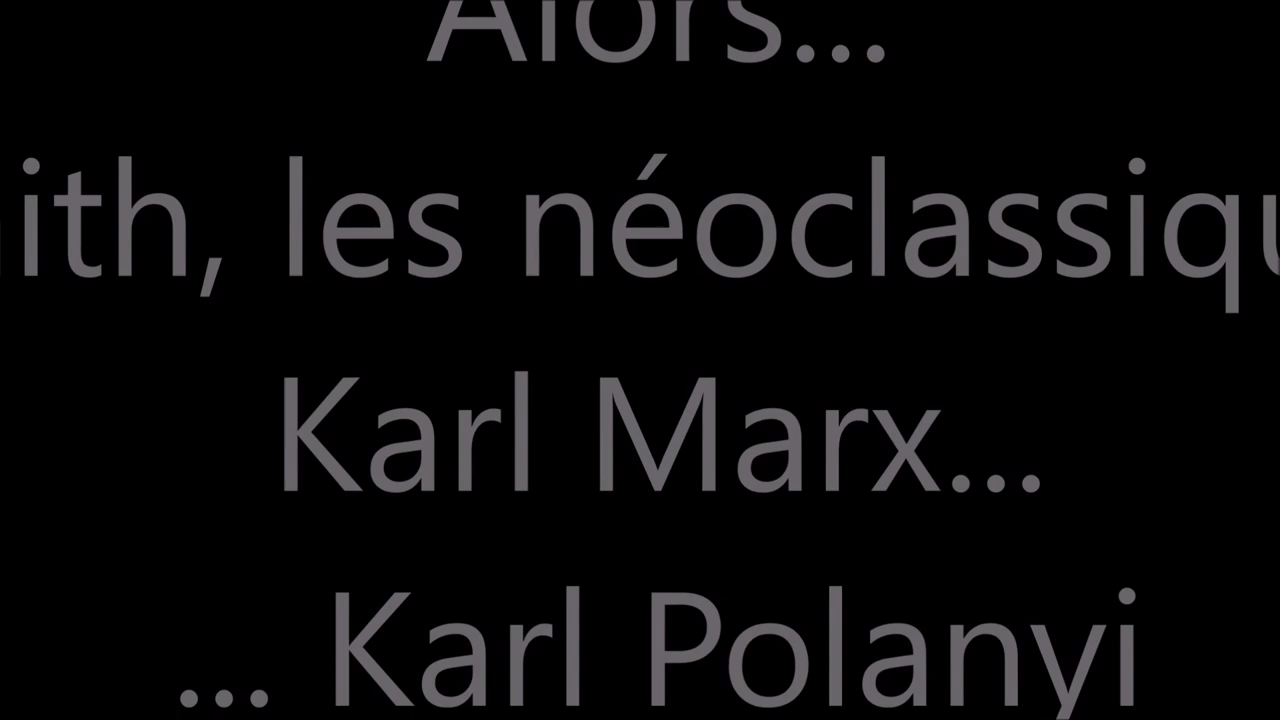 Alors...
ith, les néoclassiqu
Karl Marx...
... Karl Polanyi